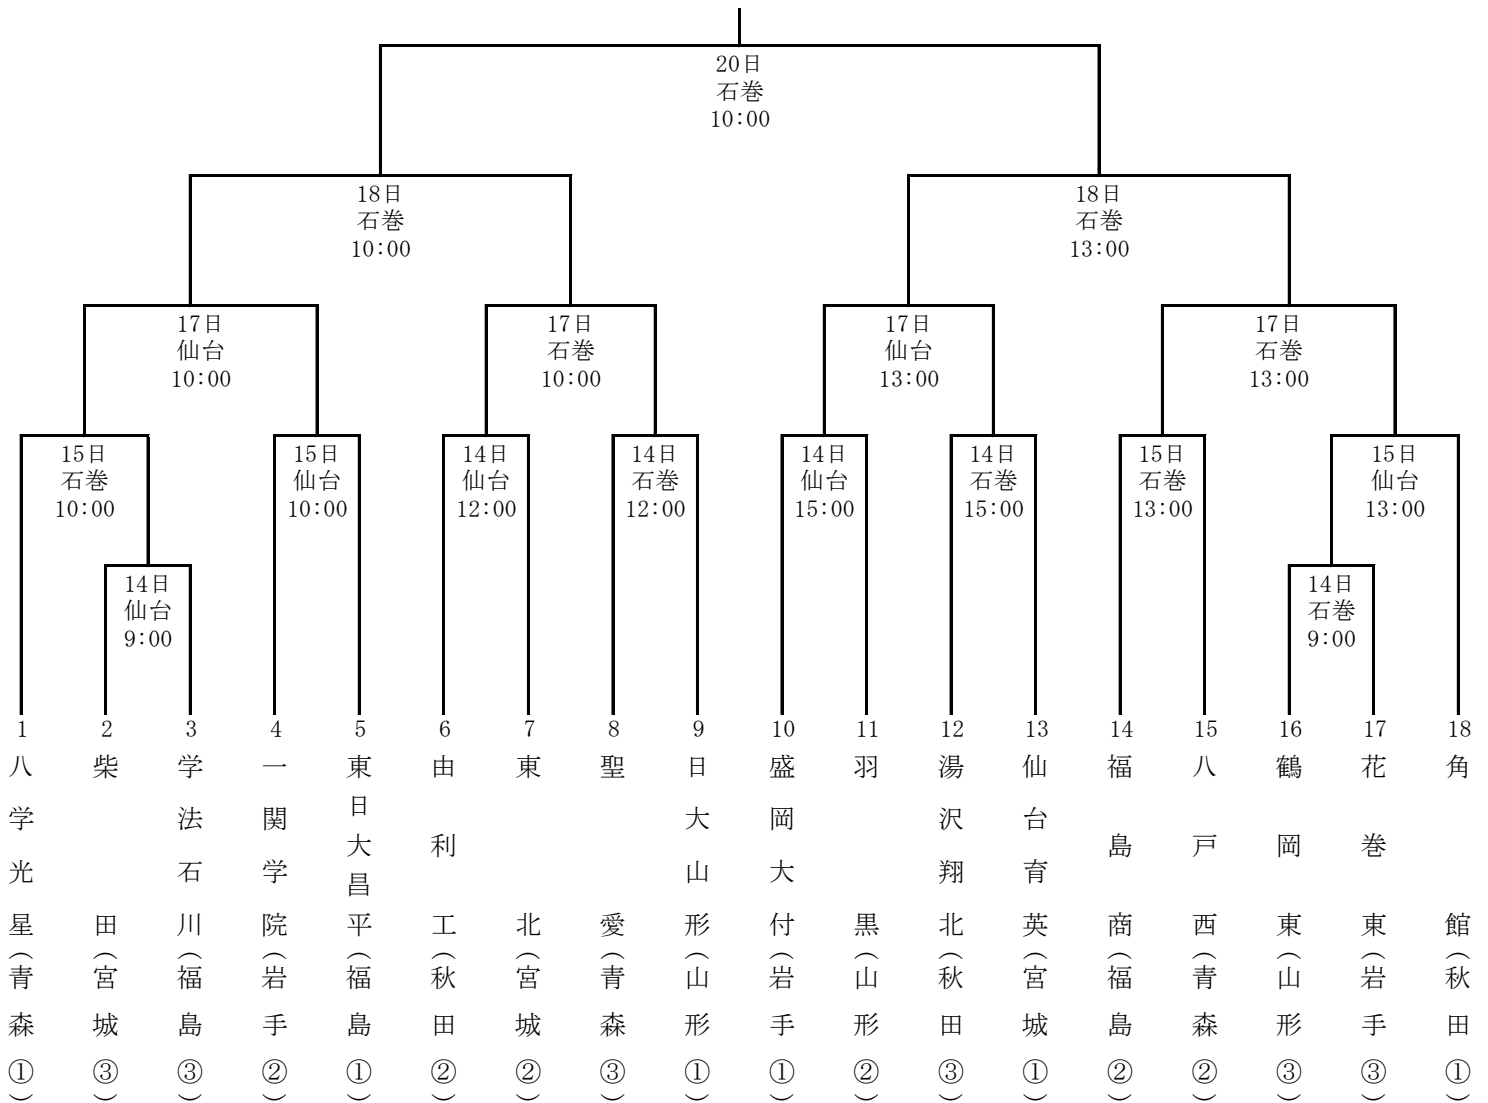 20日
石巻
10:00
18日
石巻
10:00
18日
石巻
13:00
17日
仙台
10:00
17日
石巻
10:00
17日
仙台
13:00
17日
石巻
13:00
15日
石巻
10:00
15日
仙台
10:00
14日
仙台
12:00
14日
石巻
12:00
14日
仙台
15:00
14日
石巻
15:00
15日
石巻
13:00
15日
仙台
13:00
14日
仙台
9:00
14日
石巻
9:00
1
八学光星(青森①)
2
柴田(宮城③)
3
学法石川(福島③)
4
一関学院(岩手②)
5
東日大昌平(福島①)
6
由利工(秋田②)
7
東北(宮城②)
8
聖愛(青森③)
9
日大山形(山形①)
10
盛岡大付(岩手①)
11
羽黒(山形②)
12
湯沢翔北(秋田③)
13
仙台育英(宮城①)
14
福島商(福島②)
15
八戸西(青森②)
16
鶴岡東(山形③)
17
花巻東(岩手③)
18
角館(秋田①)